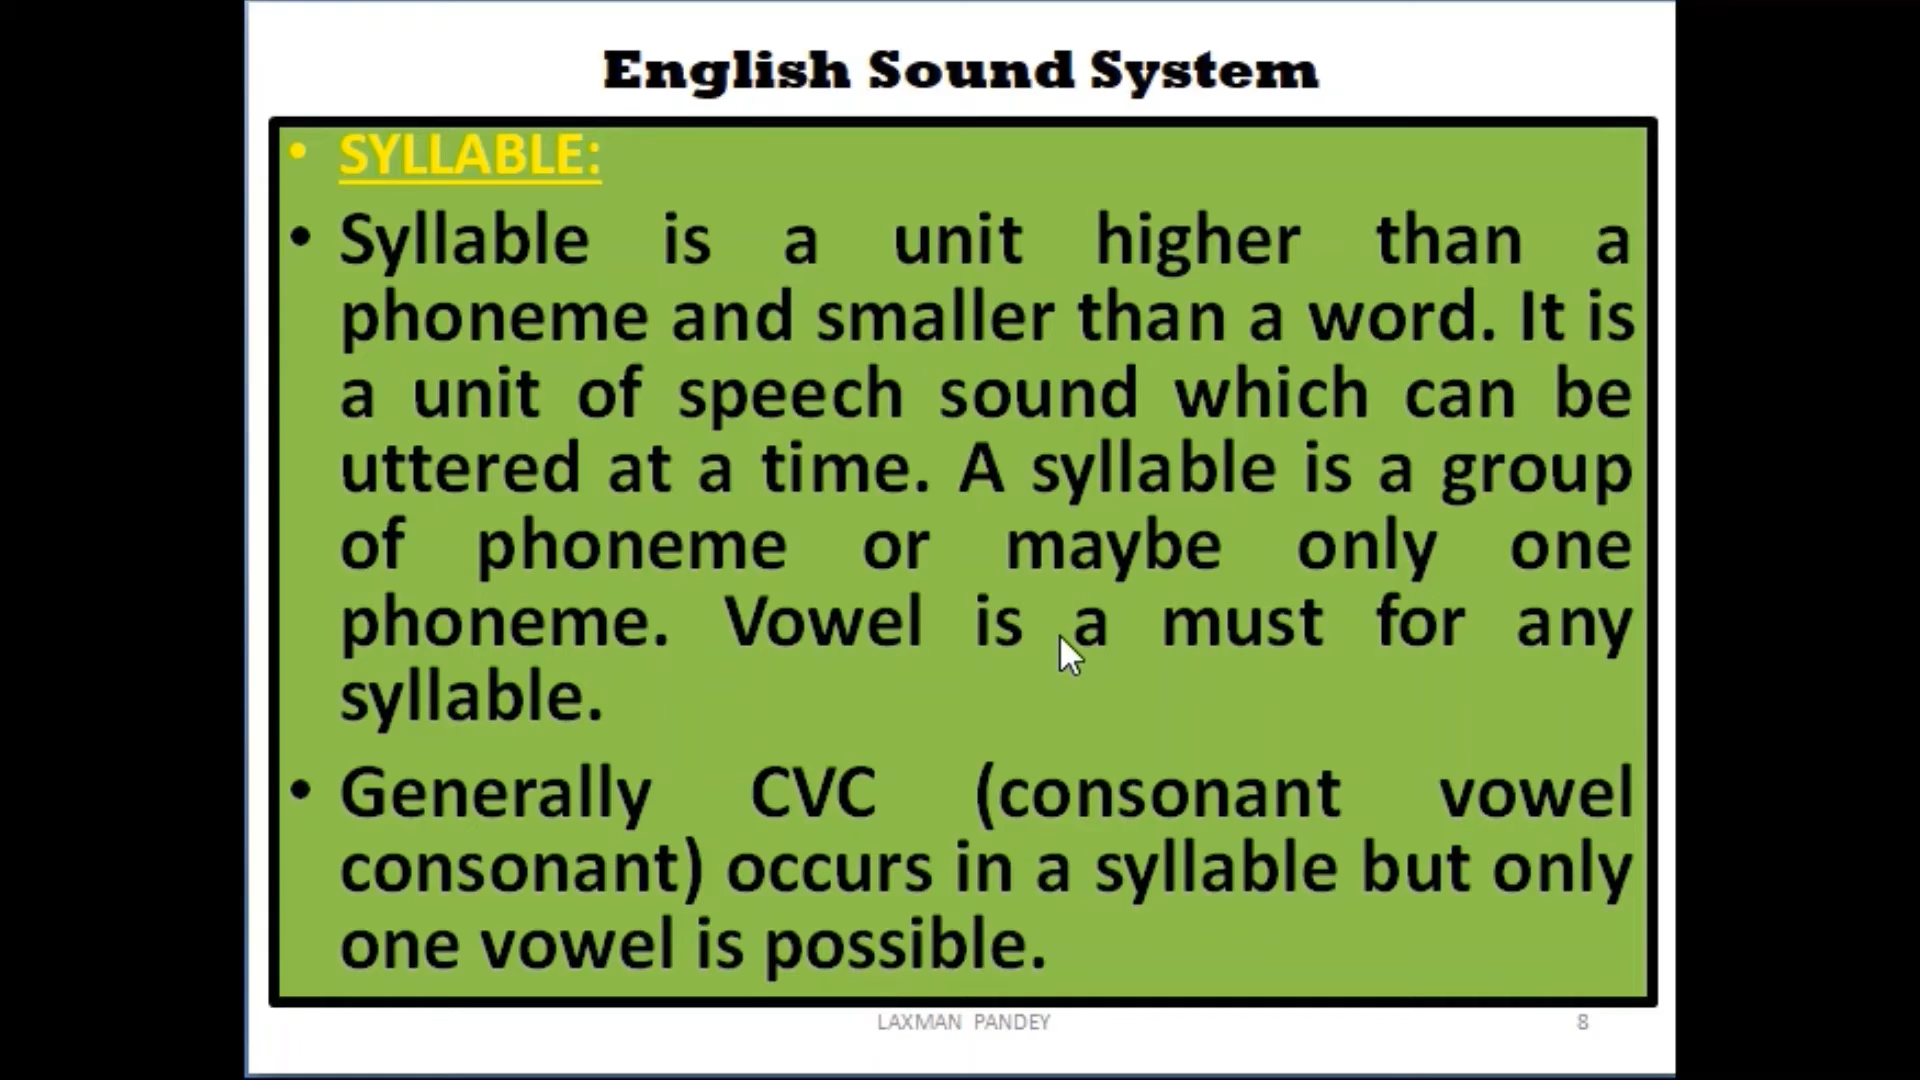 English Sound System
• SYLLABLE:
• Syllable is a unit higher than a
phoneme and smaller than a word. It is
a unit of speech sound which can be
uttered at a time. A syllable is a group
of phoneme or maybe only one
phoneme. Vowel is a must for any
syllable.
• Generally CVC (consonant vowel
consonant) occurs in a syllable but only
one vowel is possible.
LAXMAN PANDEY
8